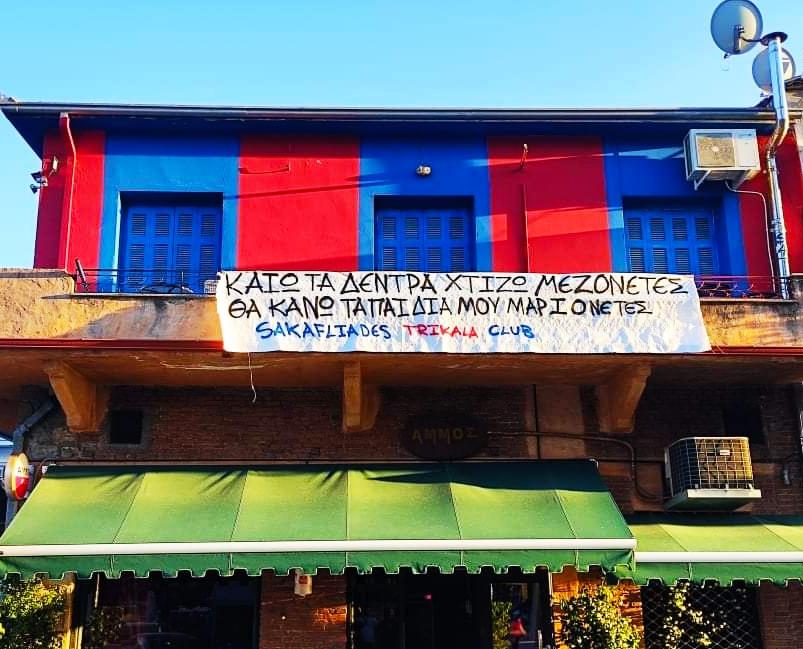 ΚΑΙΩ ΤΑ ΔΕΝΤΡΑ ΧΤΙΖΩ ΜΕΖΟΝΕΤΕΣ
ΘΑ ΚΑΝΩ ΤΑ ΠΑΙΔΙΑ ΜΟΥ ΜΑΡΙΟΝΕΤΕΣ
SAKAFLIADES TRIKALA CLUB
ΑΜΜΟΣ